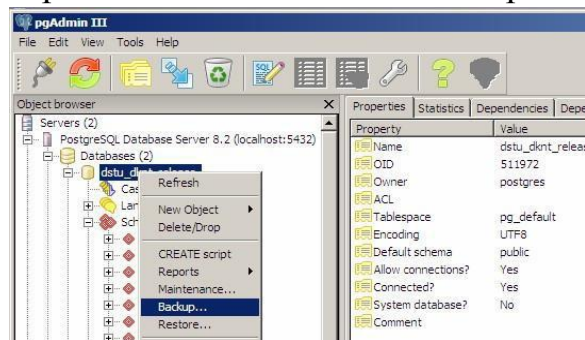 pgAdmin III
File Edit View Tools Help
Object browser
Servers (2)
PostgreSQL Database Server 8.2 (localhost:5432)
Databases (2)
Refresh
New Object
Delete/Drop
CREATE script
Reports
Maintenance...
Backup...
Restore...
Properties Statistics Dependencies
Property Value
Name
OID 511972
Owner postgres
ACL
Tablespace pg_default
Encoding UTF8
Default schema public
Allow connections? Yes
Connected? Yes
System database? No
Comment